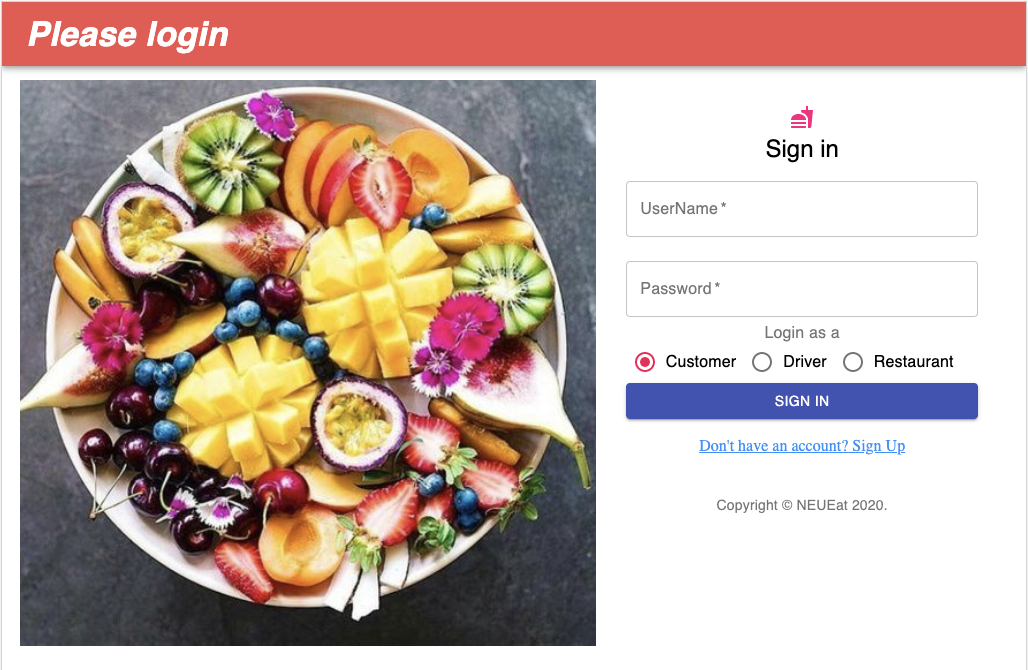 Please login
Sign in
UserName *
Password *
Login as a
Customer Driver Restaurant
SIGN IN
Don't have an account? Sign Up
Copyright © NEUEat 2020.